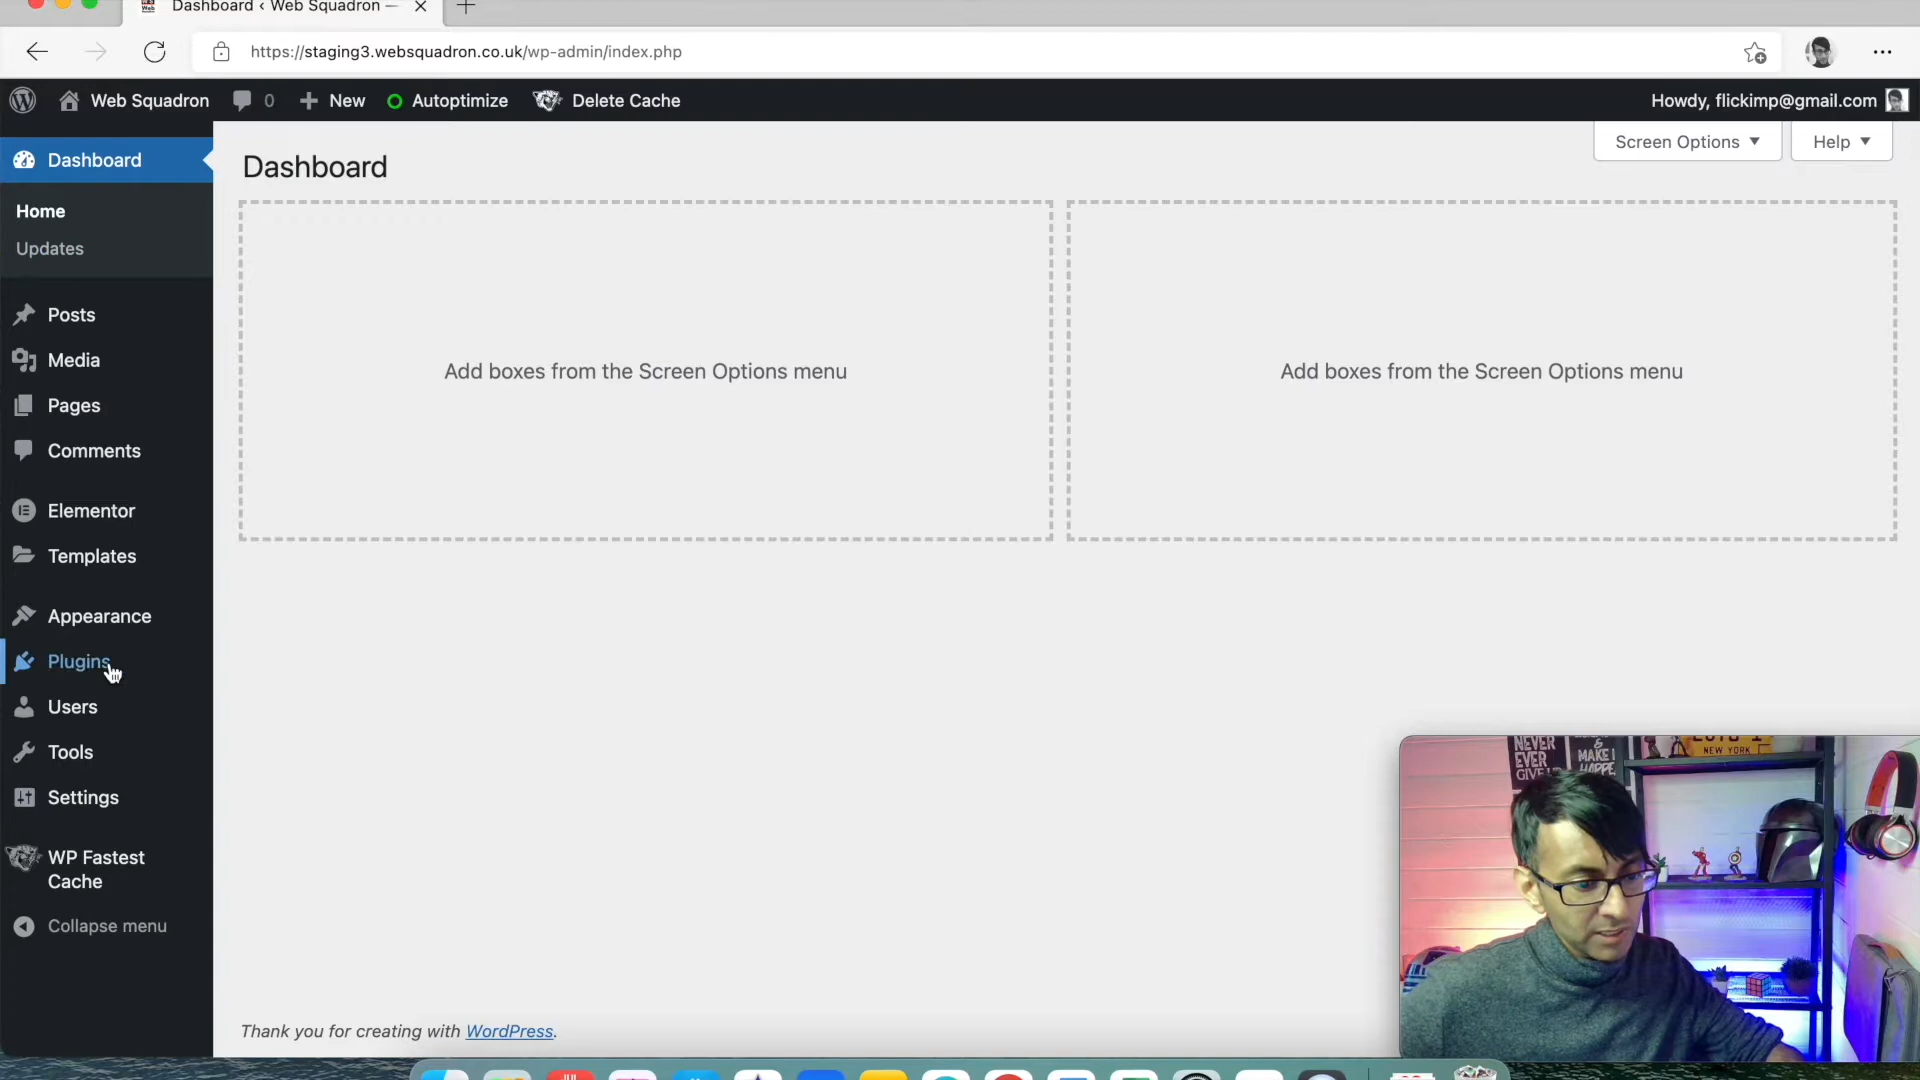 Dashboard ‹ Web Squadron —
https://staging3.websquadron.co.uk/wp-admin/index.php
Web Squadron
0
New
Autoptimize
Delete Cache
Howdy, flickimp@gmail.com
Screen Options
Help
Dashboard
Home
Updates
Posts
Media
Pages
Comments
Elementor
Templates
Appearance
Plugins
Users
Tools
Settings
WP Fastest
Cache
Collapse menu
Dashboard
Add boxes from the Screen Options menu
Add boxes from the Screen Options menu
Thank you for creating with WordPress.
NEVER
EVER
GIVE
&
MAKE I
HAPPE
NEW YORK